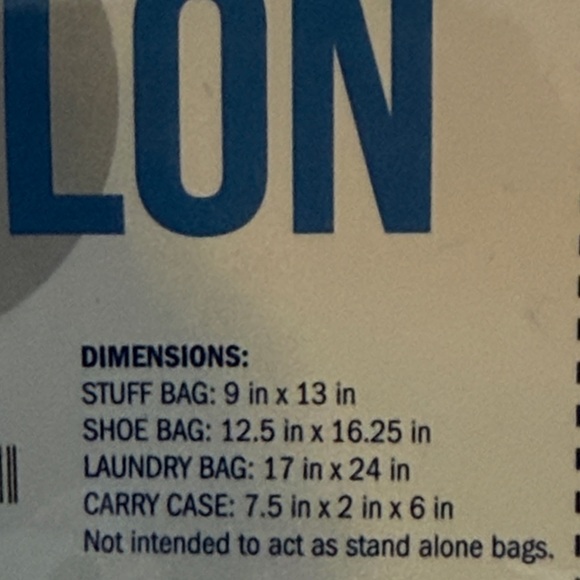 LON
DIMENSIONS:
STUFF BAG: 9 in x 13 in
SHOE BAG: 12.5 in x 16.25 in
LAUNDRY BAG: 17 in x 24 in
CARRY CASE: 7.5 in x 2 in x 6 in
Not intended to act as stand alone bags.